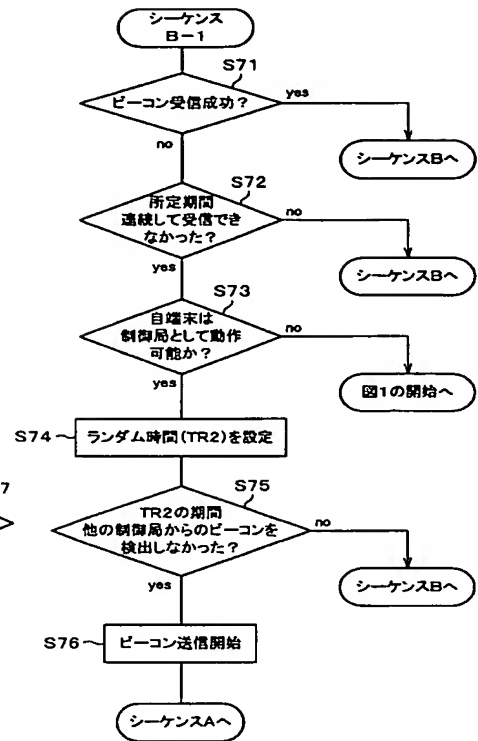 シーケンス
B-1
S71
ビーコン受信成功?
yes
no
シーケンスBへ
S72
所定期間
連続して受信でき
なかった?
no
yes
シーケンスBへ
S73
自端末は
制御局として動作
可能か?
no
yes
図1の開始へ
S74
ランダム時間(TR2)を設定
7
S75
TR2の期間
他の制御局からのビーコンを
検出しなかった?
no
yes
シーケンスBへ
S76
ビーコン送信開始
シーケンスAへ